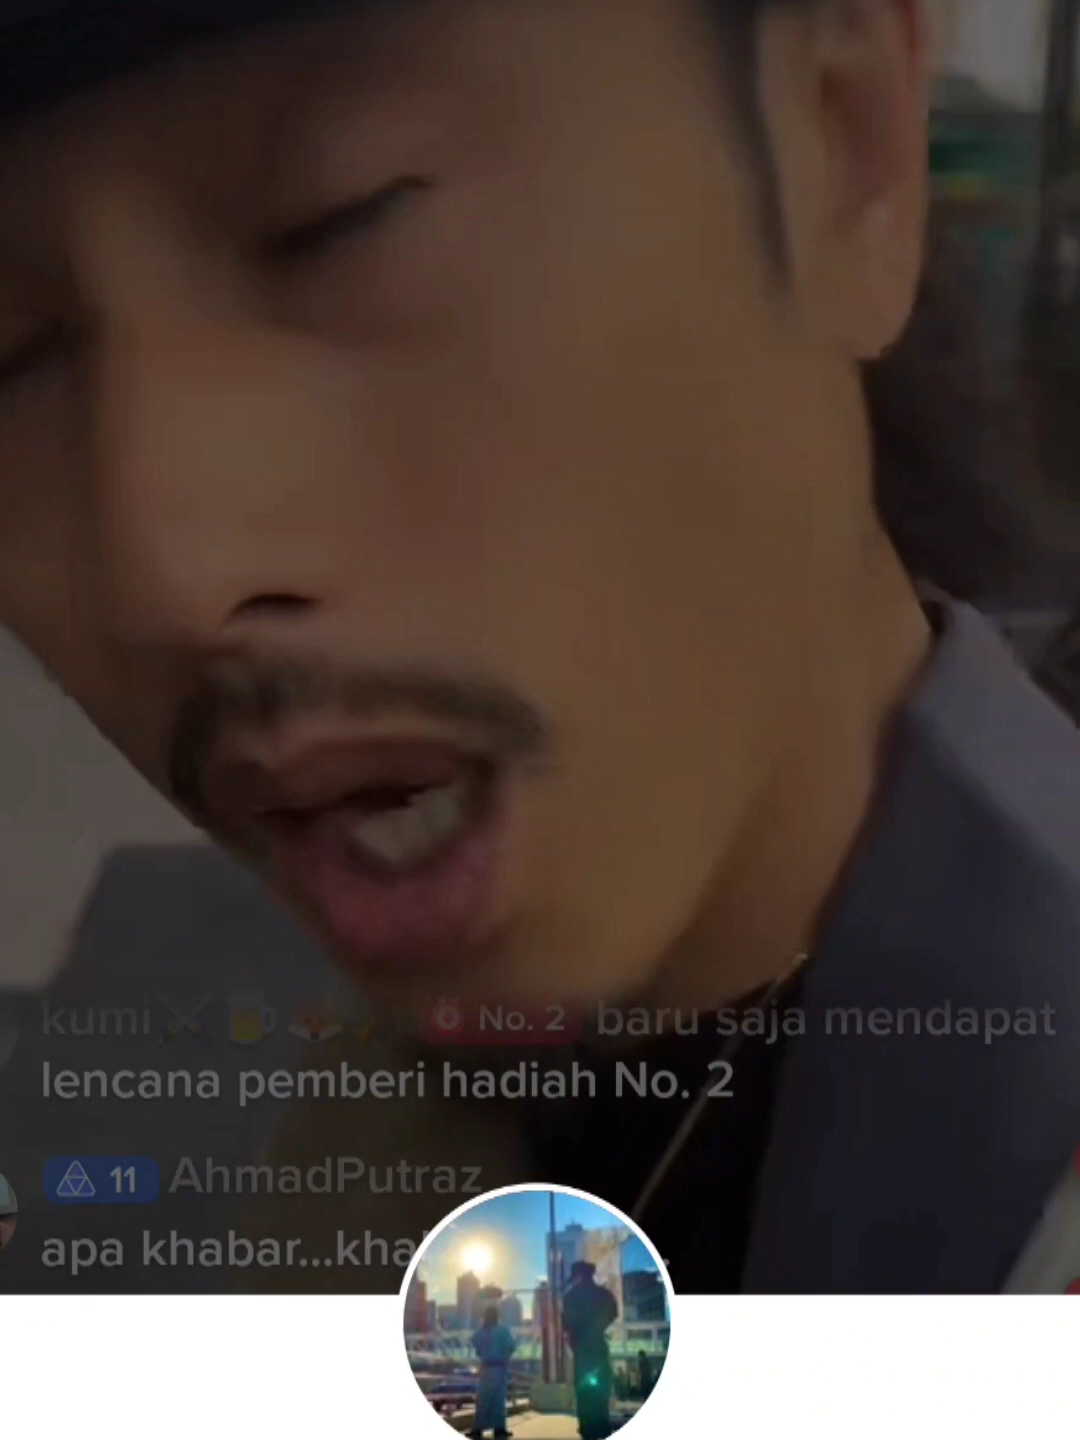 kumi⚔️🍺🦊 No. 2 baru saja mendapat
lencana pemberi hadiah No. 2
11 AhmadPutraz
apa khabar...kha